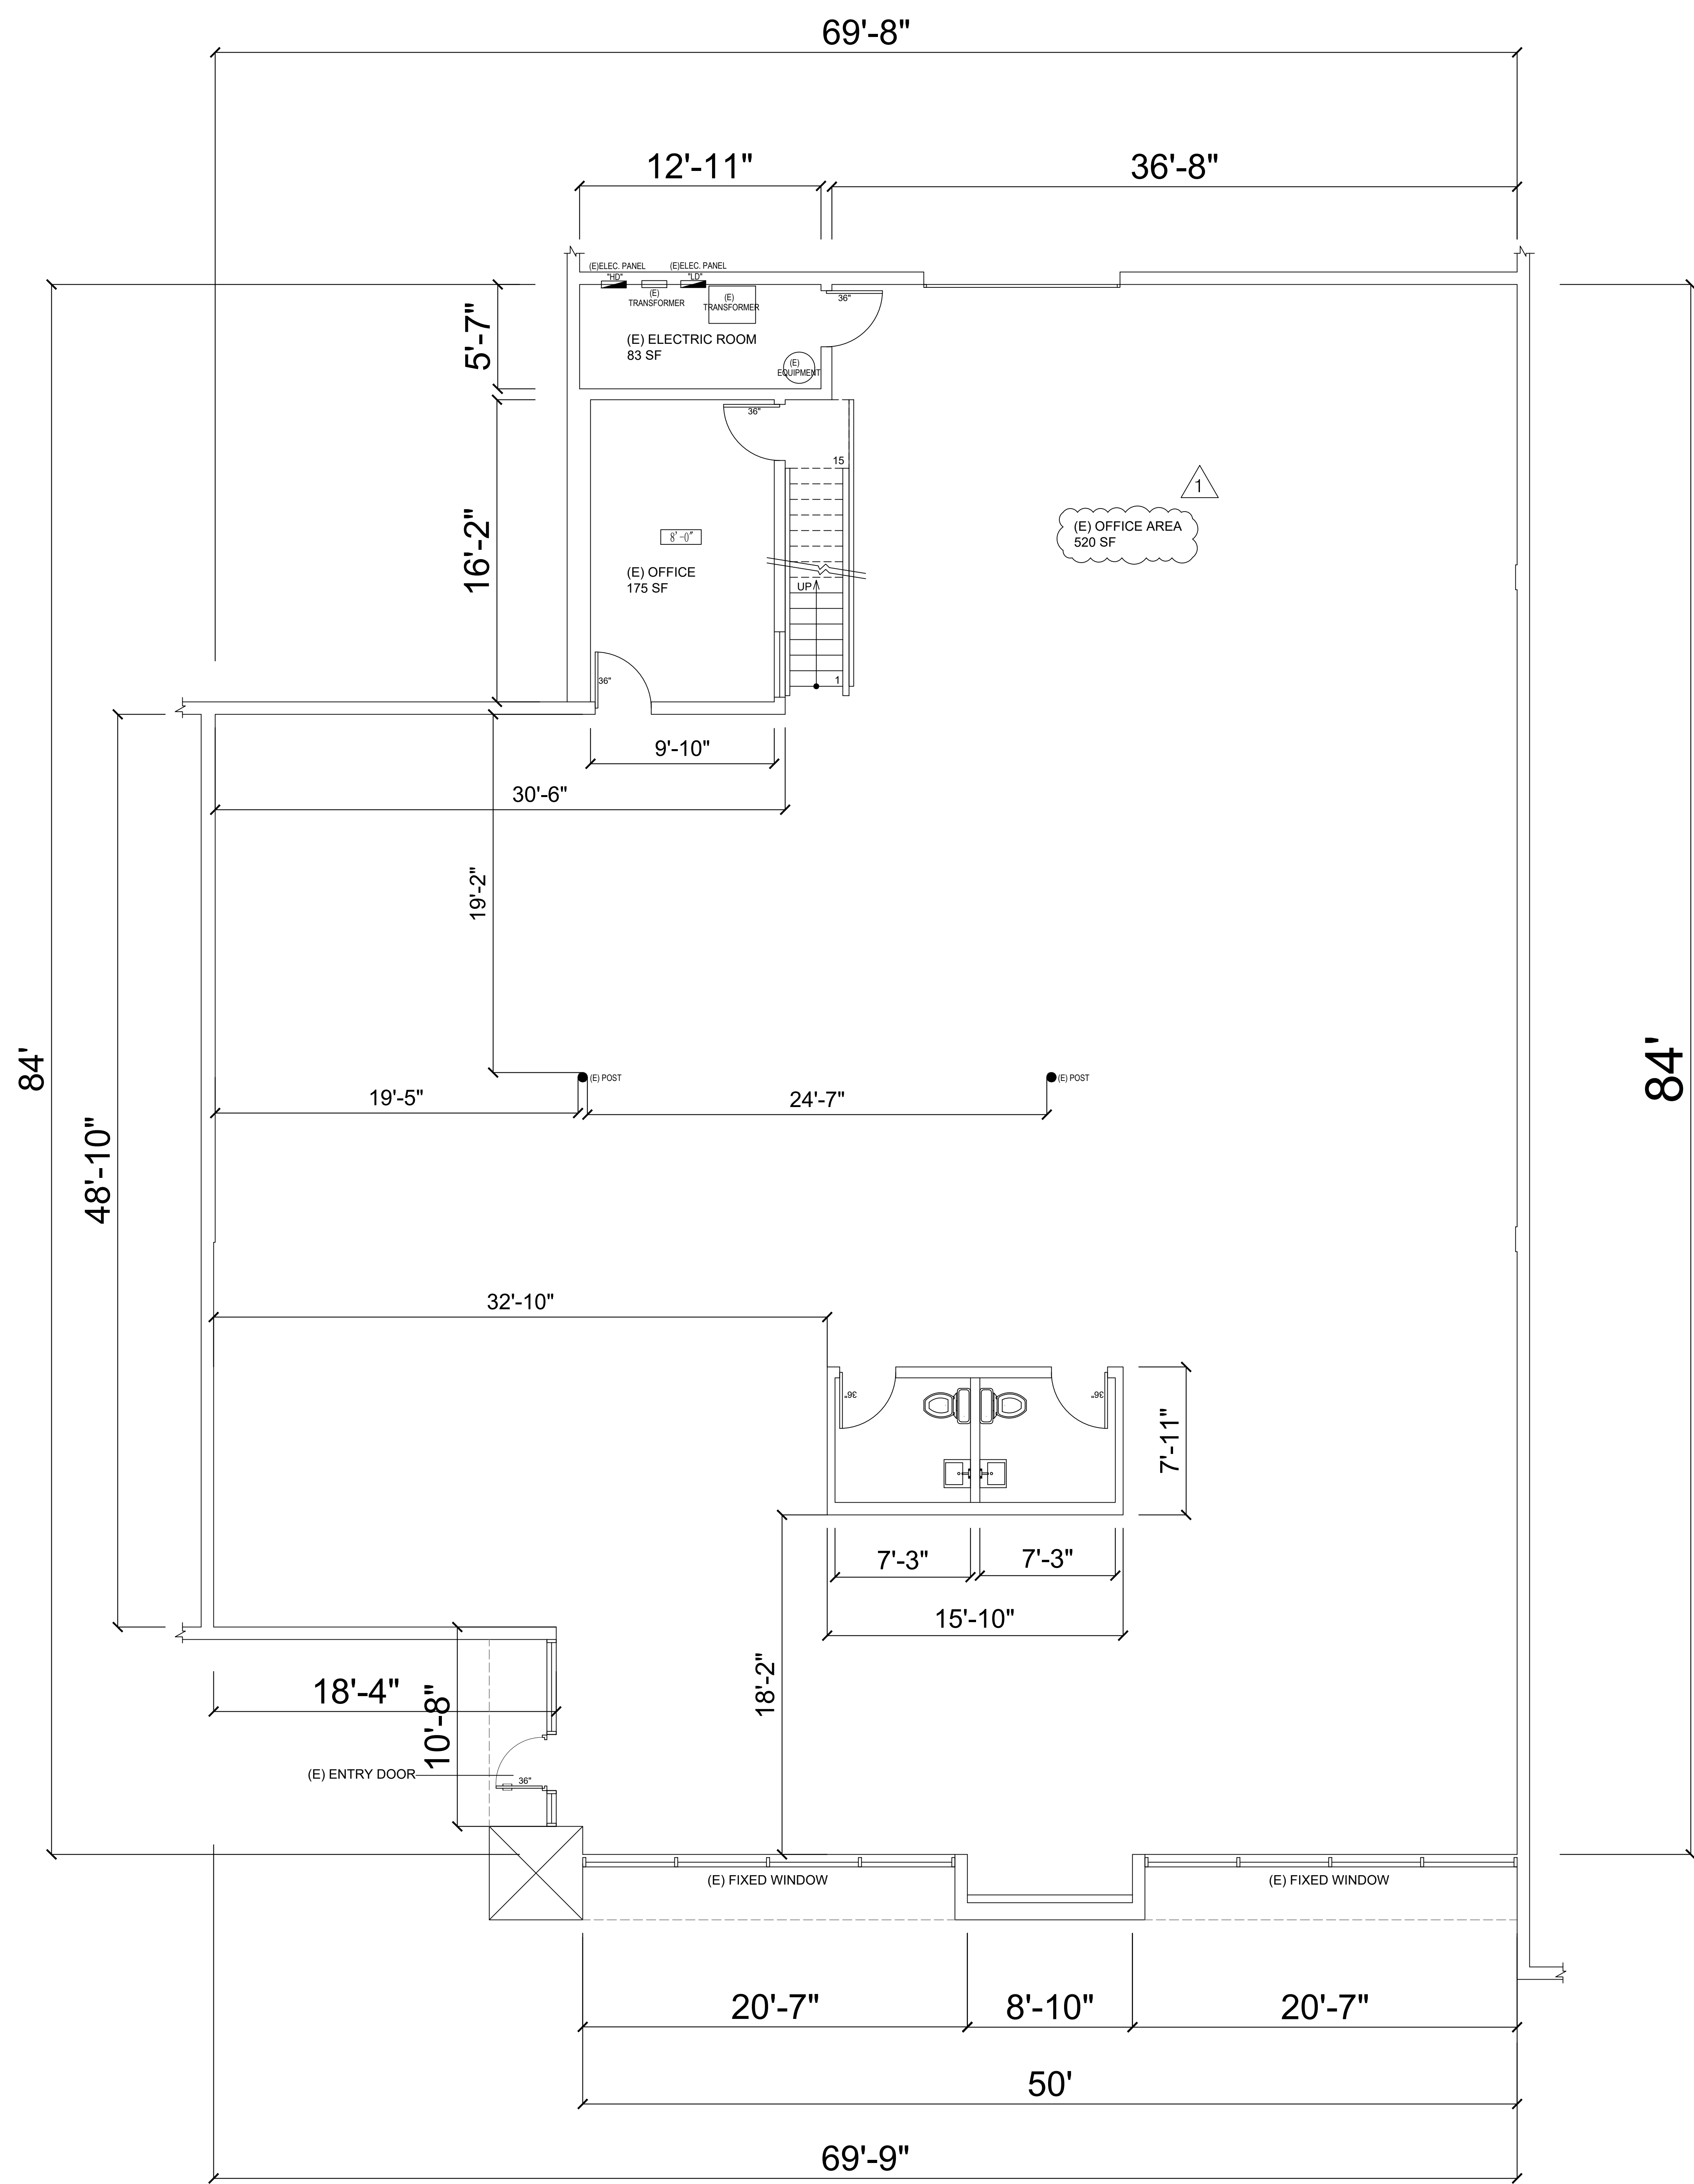 69'-8"
12'-11"
36'-8"
(E)ELEC. PANEL
"HD"
(E)ELEC. PANEL
"LD"
(E)
TRANSFORMER
(E)
TRANSFORMER
36"
5'-7"
(E) ELECTRIC ROOM
83 SF
(E)
EQUIPMENT
36"
15
1
(E) OFFICE AREA
520 SF
16'-2"
8'-0"
(E) OFFICE
175 SF
UP
36"
1
9'-10"
30'-6"
19'-2"
84'
84'
(E) POST
(E) POST
19'-5"
24'-7"
48'-10"
32'-10"
36"
36"
7'-11"
7'-3"
7'-3"
15'-10"
18'-2"
18'-4"
10'-8"
(E) ENTRY DOOR
36"
(E) FIXED WINDOW
(E) FIXED WINDOW
20'-7"
8'-10"
20'-7"
50'
69'-9"